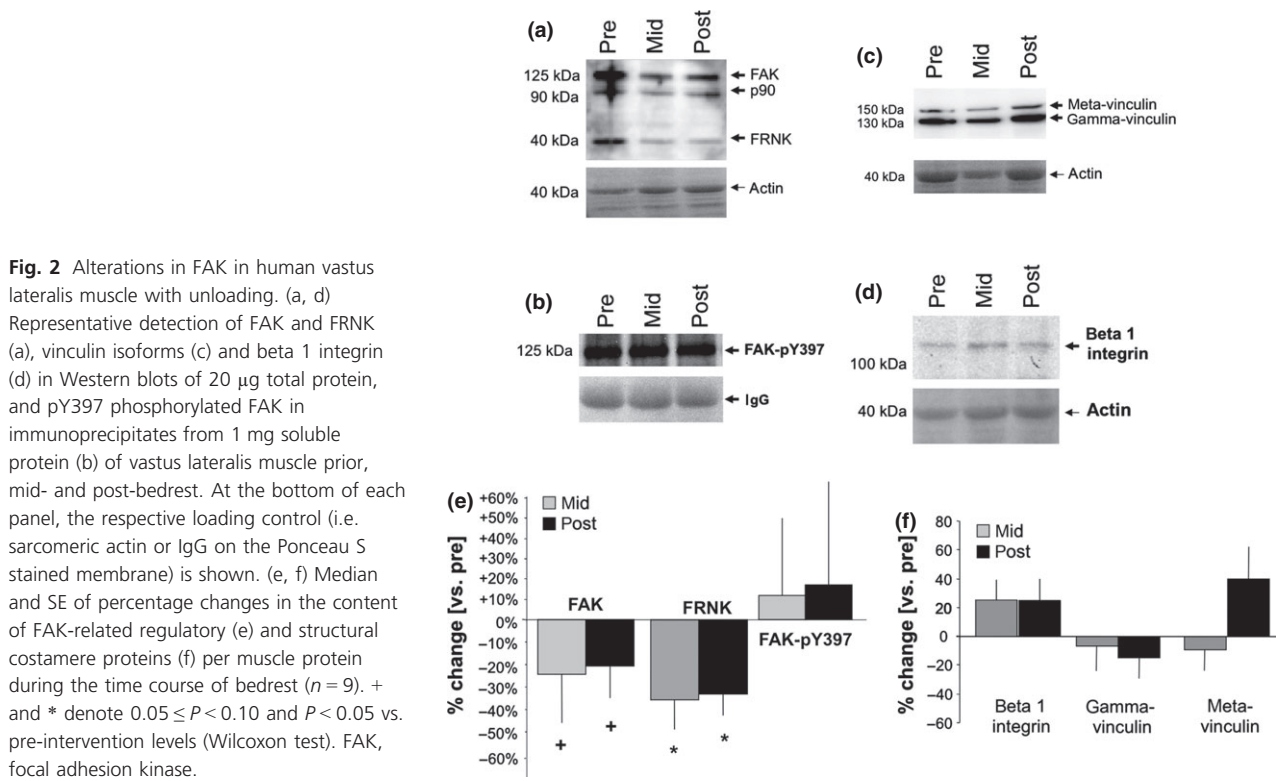 (a)
Pre
Mid
Post
125 kDa
FAK
90 kDa
p90
40 kDa
FRNK
40 kDa
Actin
(c)
Pre
Mid
Post
150 kDa
Meta-vinculin
130 kDa
Gamma-vinculin
40 kDa
Actin
(b)
Pre
Mid
Post
125 kDa
FAK-pY397
IgG
(d)
Pre
Mid
Post
Beta 1
integrin
100 kDa
40 kDa
Actin
Fig. 2 Alterations in FAK in human vastus
lateralis muscle with unloading. (a, d)
Representative detection of FAK and FRNK
(a), vinculin isoforms (c) and beta 1 integrin
(d) in Western blots of 20 μg total protein,
and pY397 phosphorylated FAK in
immunoprecipitates from 1 mg soluble
protein (b) of vastus lateralis muscle prior,
mid- and post-bedrest. At the bottom of each
panel, the respective loading control (i.e.
sarcomeric actin or IgG on the Ponceau S
stained membrane) is shown. (e, f) Median
and SE of percentage changes in the content
of FAK-related regulatory (e) and structural
costamere proteins (f) per muscle protein
during the time course of bedrest (n = 9). +
and * denote 0.05 ≤ P < 0.10 and P < 0.05 vs.
pre-intervention levels (Wilcoxon test). FAK,
focal adhesion kinase.
(e)
% change [vs. pre]
+60%
+50%
+40%
+30%
+20%
+10%
0%
−10%
−20%
−30%
−40%
−50%
−60%
Mid
Post
FAK
FRNK
FAK-pY397
+
+
*
*
(f)
% change [vs. pre]
80
60
40
20
0
−20
−40
−60
Mid
Post
Beta 1
integrin
Gamma-
vinculin
Meta-
vinculin